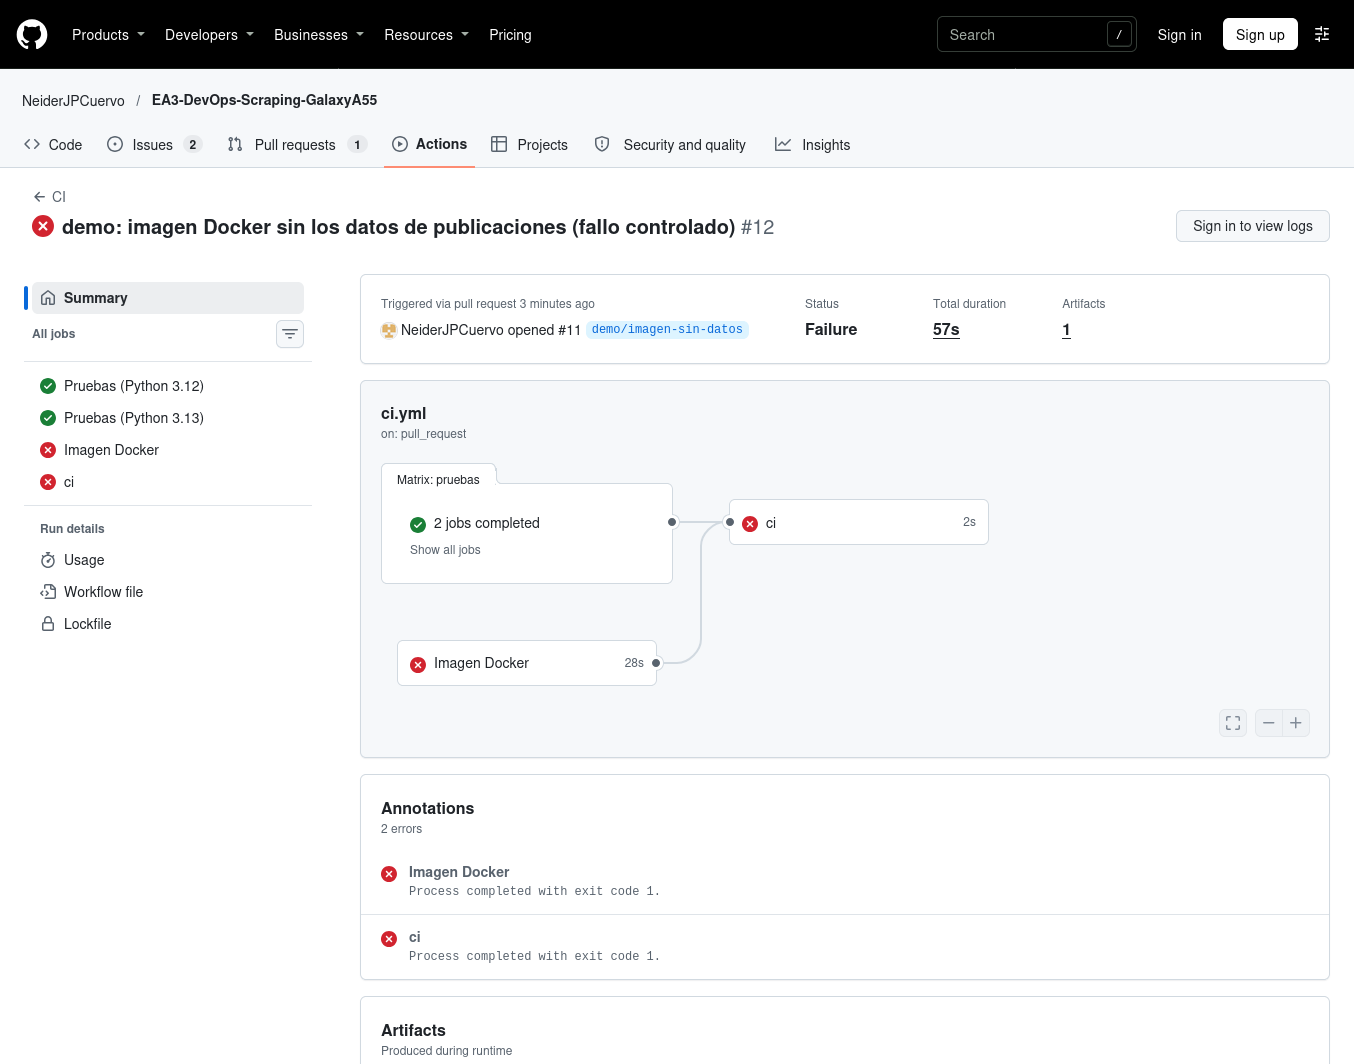 Products Developers Businesses Resources Pricing Search / Sign in Sign up
NeiderJPCuervo / EA3-DevOps-Scraping-GalaxyA55
Code Issues 2 Pull requests 1 Actions Projects Security and quality Insights
← CI
demo: imagen Docker sin los datos de publicaciones (fallo controlado) #12
Sign in to view logs
Summary
All jobs
Pruebas (Python 3.12)
Pruebas (Python 3.13)
Imagen Docker
ci
Run details
Usage
Workflow file
Lockfile
Triggered via pull request 3 minutes ago
NeiderJPCuervo opened #11 demo/imagen-sin-datos
Status
Failure
Total duration
57s
Artifacts
1
ci.yml
on: pull_request
Matrix: pruebas
2 jobs completed
Show all jobs
ci 2s
Imagen Docker 28s
Annotations
2 errors
Imagen Docker
Process completed with exit code 1.
ci
Process completed with exit code 1.
Artifacts
Produced during runtime